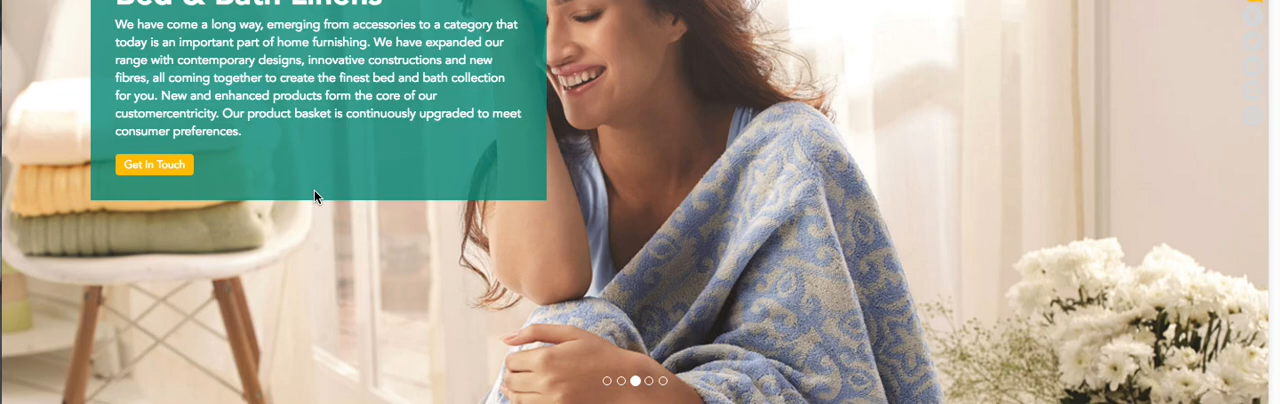 Bed & Bath Linens
We have come a long way, emerging from accessories to a category that
today is an important part of home furnishing. We have expanded our
range with contemporary designs, innovative constructions and new
fibres, all coming together to create the finest bed and bath collection
for you. New and enhanced products form the core of our
customercentricity. Our product basket is continuously upgraded to meet
consumer preferences.
Get In Touch